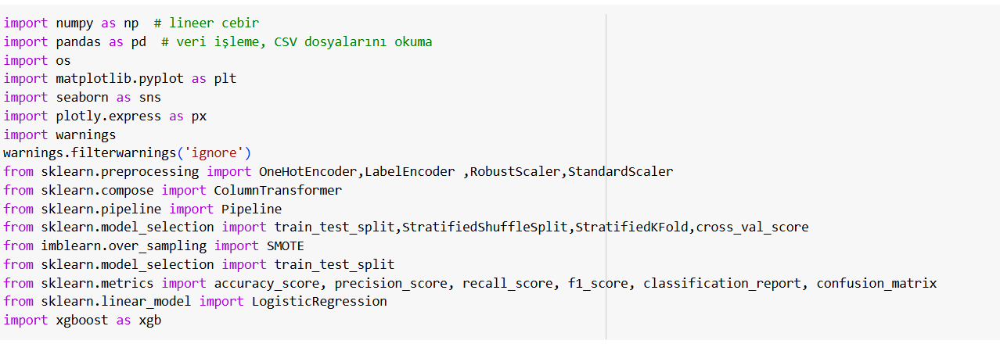 import numpy as np  # lineer cebir
import pandas as pd  # veri işleme, CSV dosyalarını okuma
import os
import matplotlib.pyplot as plt
import seaborn as sns
import plotly.express as px
import warnings
warnings.filterwarnings('ignore')
from sklearn.preprocessing import OneHotEncoder,LabelEncoder ,RobustScaler,StandardScaler
from sklearn.compose import ColumnTransformer
from sklearn.pipeline import Pipeline
from sklearn.model_selection import train_test_split,StratifiedShuffleSplit,StratifiedKFold,cross_val_score
from imblearn.over_sampling import SMOTE
from sklearn.model_selection import train_test_split
from sklearn.metrics import accuracy_score, precision_score, recall_score, f1_score, classification_report, confusion_matrix
from sklearn.linear_model import LogisticRegression
import xgboost as xgb